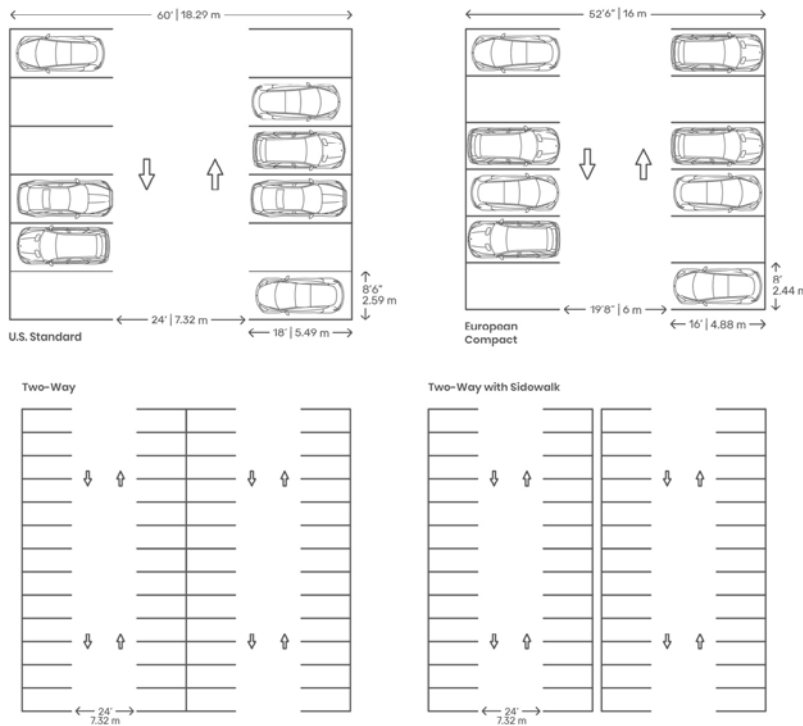 60' | 18.29 m
52'6" | 16 m
8'6"
2.59 m
8'
2.44 m
24' | 7.32 m
18' | 5.49 m
19'8" | 6 m
16' | 4.88 m
U.S. Standard
European
Compact
Two-Way
Two-Way with Sidewalk
24'
7.32 m
24'
7.32 m